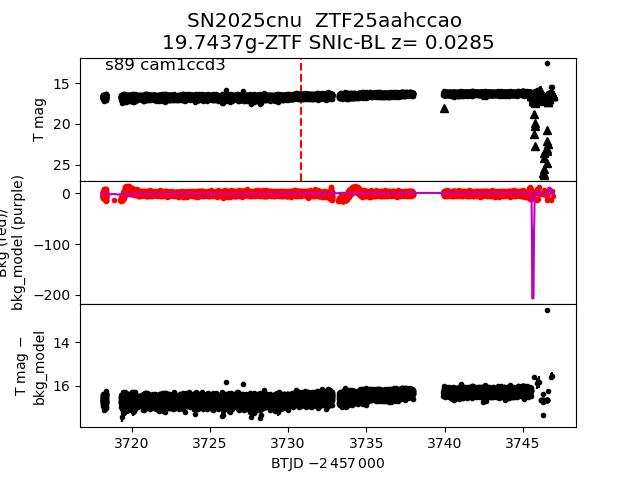 SN2025cnu  ZTF25aahccao
19.7437g-ZTF SNIc-BL z= 0.0285
s89 cam1ccd3
15
20
25
T mag
0
−100
−200
Bkg (red)/
bkg_model (purple)
14
16
T mag −
bkg_model
3720
3725
3730
3735
3740
3745
BTJD −2 457 000